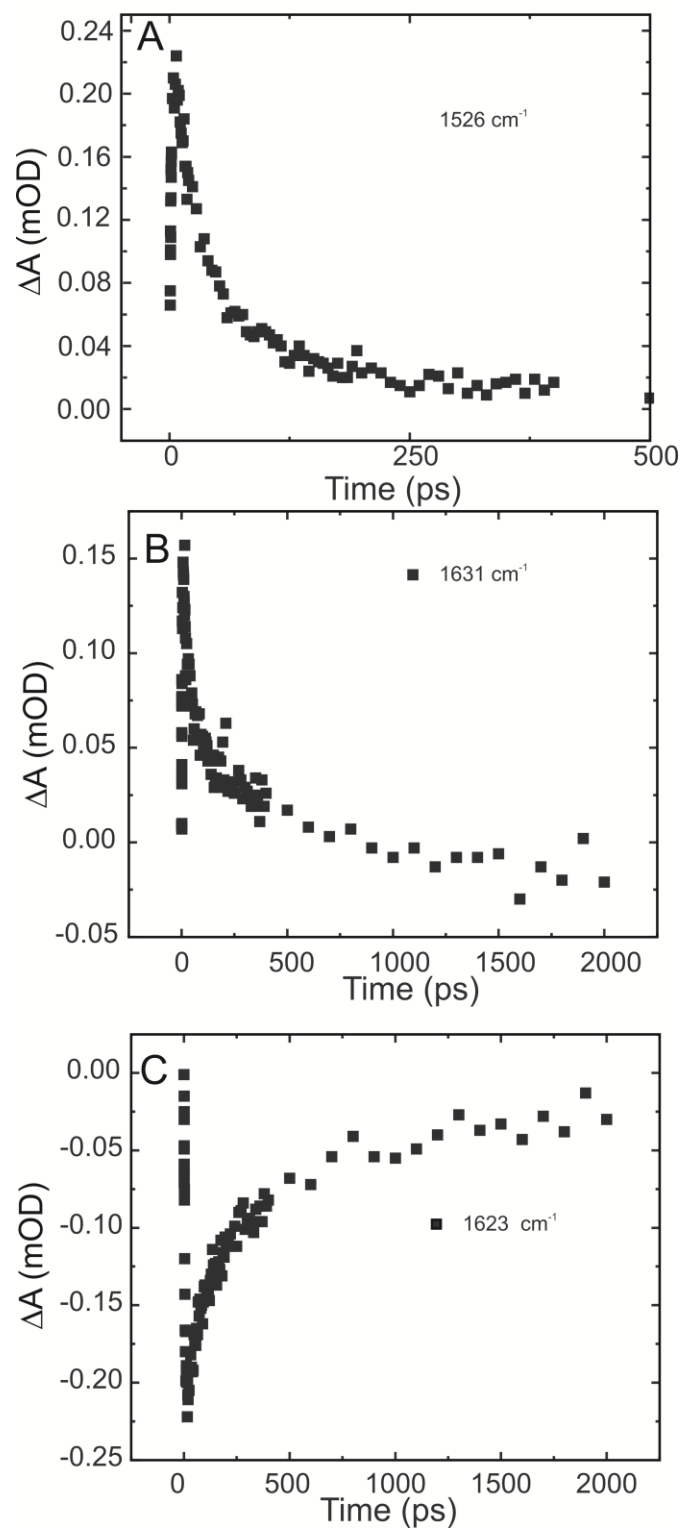 A
0.24
0.20
0.16
0.12
0.08
0.04
0.00
ΔA (mOD)
1526 cm⁻¹
0 250 500
Time (ps)
B
0.15
0.10
0.05
0.00
-0.05
ΔA (mOD)
1631 cm⁻¹
0 500 1000 1500 2000
Time (ps)
C
0.00
-0.05
-0.10
-0.15
-0.20
-0.25
ΔA (mOD)
1623 cm⁻¹
0 500 1000 1500 2000
Time (ps)